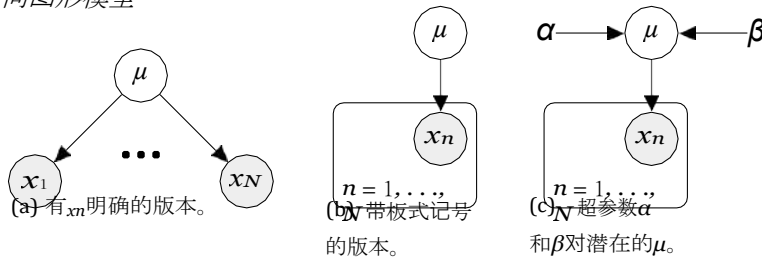 向图形模型
μ
x1
...
xN
(a) 有xn明确的版本。
μ
xn
n = 1, . . .,
N
(b) 带板式记号
的版本。
α
μ
β
xn
n = 1, . . .,
N
(c) 超参数α
和β对潜在的μ。